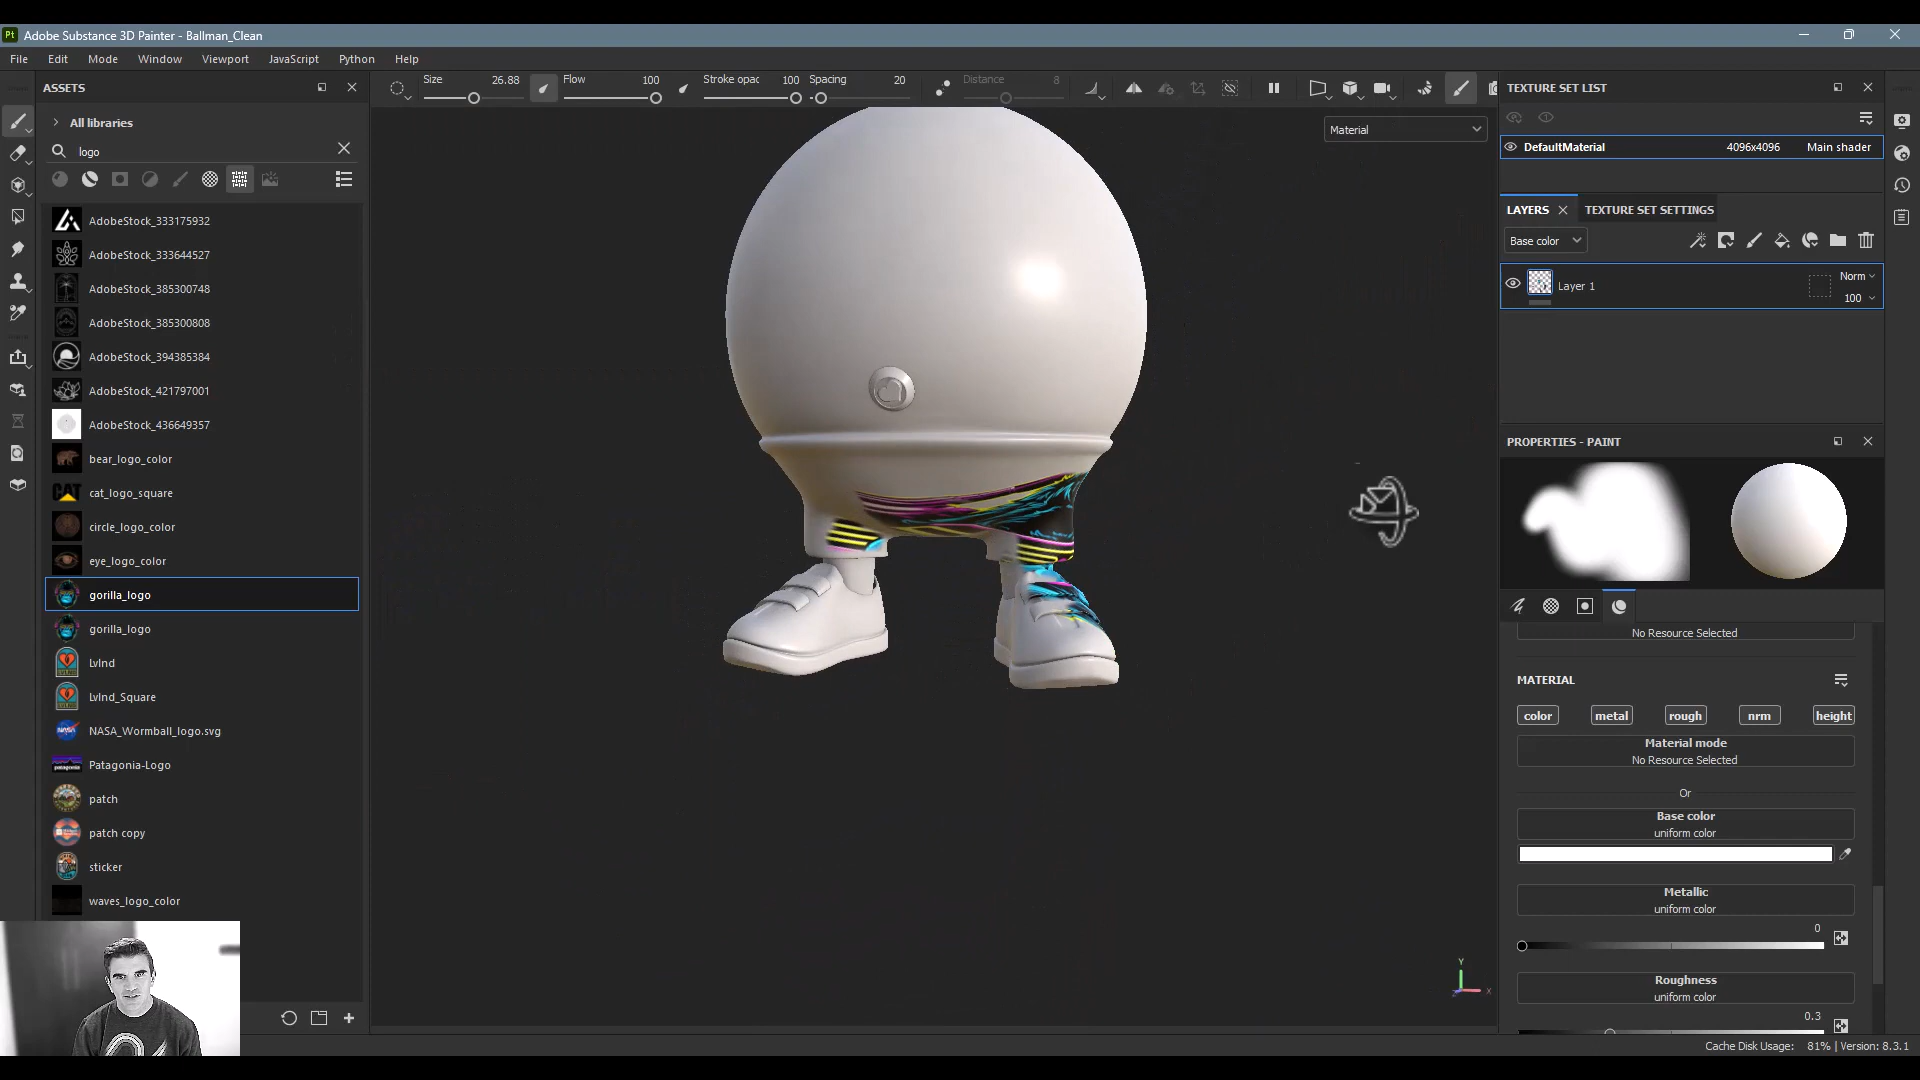 Pt Adobe Substance 3D Painter - Ballman_Clean
File Edit Mode Window Viewport JavaScript Python Help
ASSETS
Size 26.88 Flow 100 Stroke opac 100 Spacing 20 Distance 8
TEXTURE SET LIST
All libraries
logo
Material
DefaultMaterial 4096x4096 Main shader
LAYERS TEXTURE SET SETTINGS
Base color
Layer 1 Norm
100
AdobeStock_333175932
AdobeStock_333644527
AdobeStock_385300748
AdobeStock_385300808
AdobeStock_394385384
AdobeStock_421797001
AdobeStock_436649357
bear_logo_color
CAT cat_logo_square
circle_logo_color
eye_logo_color
gorilla_logo
gorilla_logo
Lvlnd
Lvlnd_Square
NASA NASA_Wormball_logo.svg
patagonia Patagonia-Logo
patch
patch copy
sticker
waves_logo_color
PROPERTIES - PAINT
No Resource Selected
MATERIAL
color metal rough nrm height
Material mode
No Resource Selected
Or
Base color
uniform color
Metallic
uniform color
0
Roughness
uniform color
0.3
Y
X
Cache Disk Usage: 81% | Version: 8.3.1